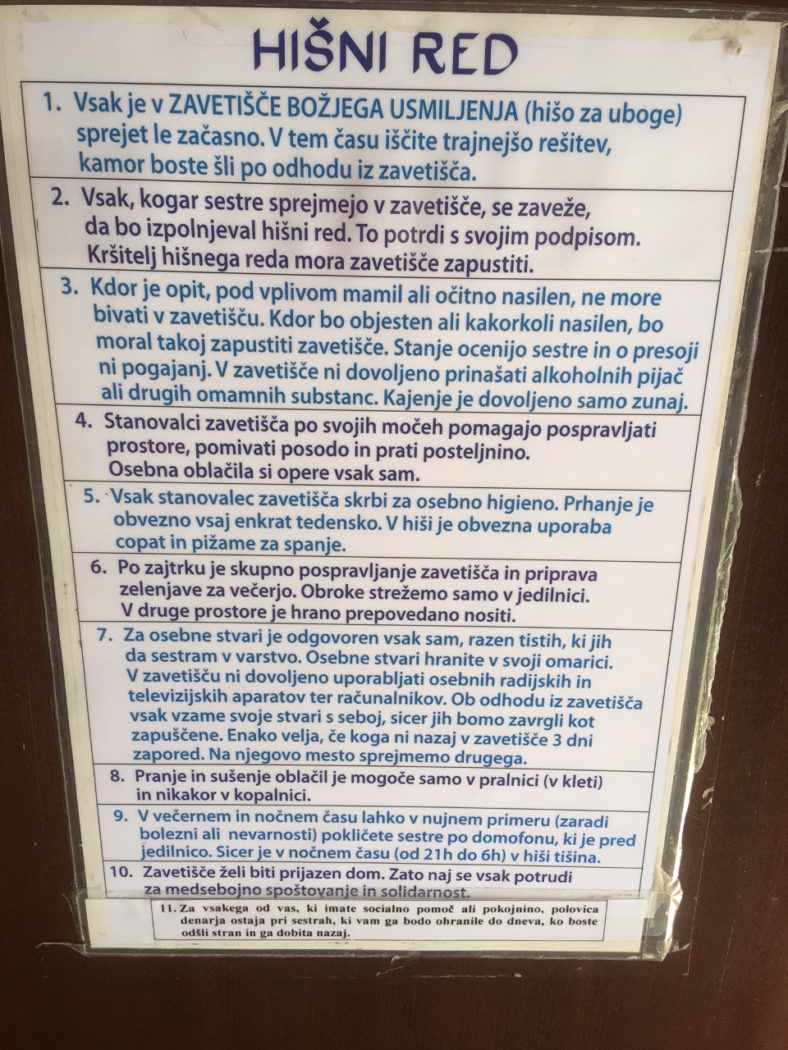 HIŠNI RED
1. Vsak je v ZAVETIŠČE BOŽJEGA USMILJENJA (hišo za uboge)
sprejet le začasno. V tem času iščite trajnejšo rešitev,
kamor boste šli po odhodu iz zavetišča.
2. Vsak, kogar sestre sprejmejo v zavetišče, se zaveže,
da bo izpolnjeval hišni red. To potrdi s svojim podpisom.
Kršitelj hišnega reda mora zavetišče zapustiti.
3. Kdor je opit, pod vplivom mamil ali očitno nasilen, ne more
bivati v zavetišču. Kdor bo objesten ali kakorkoli nasilen, bo
moral takoj zapustiti zavetišče. Stanje ocenijo sestre in o presoji
ni pogajanj. V zavetišče ni dovoljeno prinašati alkoholnih pijač
ali drugih omamnih substanc. Kajenje je dovoljeno samo zunaj.
4. Stanovalci zavetišča po svojih močeh pomagajo pospravljati
prostore, pomivati posodo in prati posteljnino.
Osebna oblačila si opere vsak sam.
5. Vsak stanovalec zavetišča skrbi za osebno higieno. Prhanje je
obvezno vsaj enkrat tedensko. V hiši je obvezna uporaba
copat in pižame za spanje.
6. Po zajtrku je skupno pospravljanje zavetišča in priprava
zelenjave za večerjo. Obroke strežemo samo v jedilnici.
V druge prostore je hrano prepovedano nositi.
7. Za osebne stvari je odgovoren vsak sam, razen tistih, ki jih
da sestram v varstvo. Osebne stvari hranite v svoji omarici.
V zavetišču ni dovoljeno uporabljati osebnih radijskih in
televizijskih aparatov ter računalnikov. Ob odhodu iz zavetišča
vsak vzame svoje stvari s seboj, sicer jih bomo zavrgli kot
zapuščene. Enako velja, če koga ni nazaj v zavetišče 3 dni
zapored. Na njegovo mesto sprejmemo drugega.
8. Pranje in sušenje oblačil je mogoče samo v pralnici (v kleti)
in nikakor v kopalnici.
9. V večernem in nočnem času lahko v nujnem primeru (zaradi
bolezni ali nevarnosti) pokličete sestre po domofonu, ki je pred
jedilnico. Sicer je v nočnem času (od 21h do 6h) v hiši tišina.
10. Zavetišče želi biti prijazen dom. Zato naj se vsak potrudi
za medsebojno spoštovanje in solidarnost.
11. Za vsakega od vas, ki imate socialno pomoč ali pokojnino, polovica
denarja ostaja pri sestrah, ki vam ga bodo ohranile do dneva, ko boste
odšli stran in ga dobita nazaj.